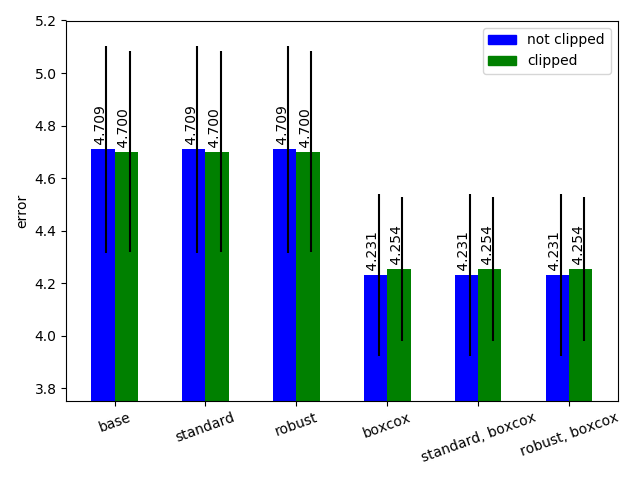 5.2
5.0
4.8
4.6
4.4
4.2
4.0
3.8
error
not clipped
clipped
4.709
4.700
4.709
4.700
4.709
4.700
4.231
4.254
4.231
4.254
4.231
4.254
base
standard
robust
boxcox
standard, boxcox
robust, boxcox